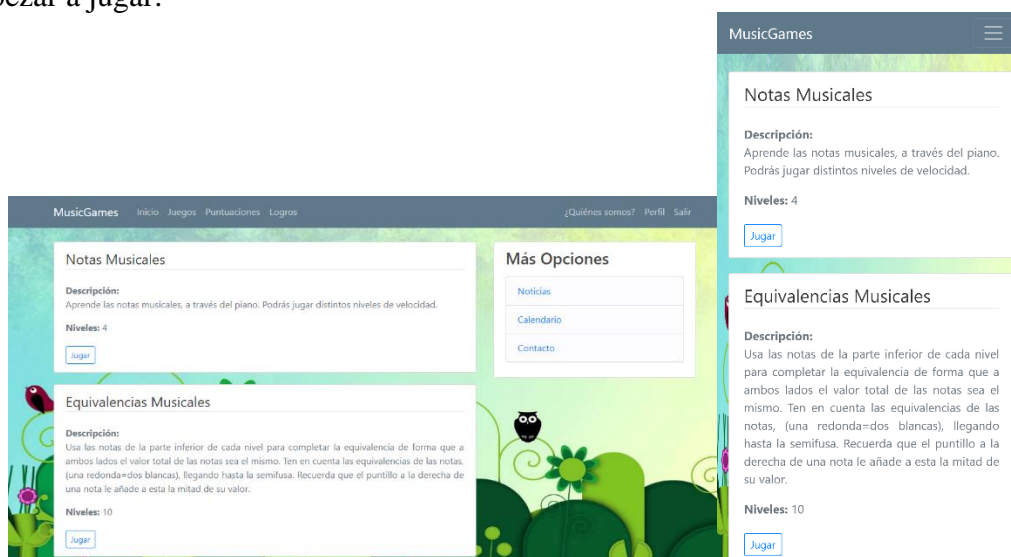 a jugar.
MusicGames Inicio Juegos Puntuaciones Logros ¿Quiénes somos? Perfil Salir
Notas Musicales
Descripción:
Aprende las notas musicales, a través del piano. Podrás jugar distintos niveles de velocidad.
Niveles: 4
Jugar
Equivalencias Musicales
Descripción:
Usa las notas de la parte inferior de cada nivel para completar la equivalencia de forma que a
ambos lados el valor total de las notas sea el mismo. Ten en cuenta las equivalencias de las notas,
(una redonda=dos blancas), llegando hasta la semifusa. Recuerda que el puntillo a la derecha de
una nota le añade a esta la mitad de su valor.
Niveles: 10
Jugar
Más Opciones
Noticias
Calendario
Contacto
MusicGames
Notas Musicales
Descripción:
Aprende las notas musicales, a través del piano.
Podrás jugar distintos niveles de velocidad.
Niveles: 4
Jugar
Equivalencias Musicales
Descripción:
Usa las notas de la parte inferior de cada nivel
para completar la equivalencia de forma que a
ambos lados el valor total de las notas sea el
mismo. Ten en cuenta las equivalencias de las
notas, (una redonda=dos blancas), llegando
hasta la semifusa. Recuerda que el puntillo a la
derecha de una nota le añade a esta la mitad de
su valor.
Niveles: 10
Jugar